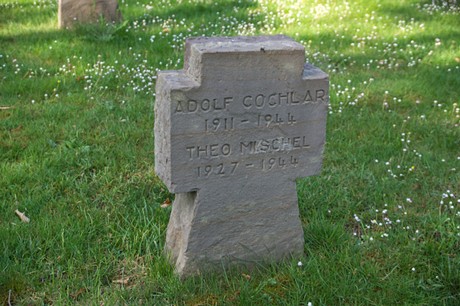 ADOLF COCHLAR
1911 - 1944
THEO MISCHEL
1927 - 1944